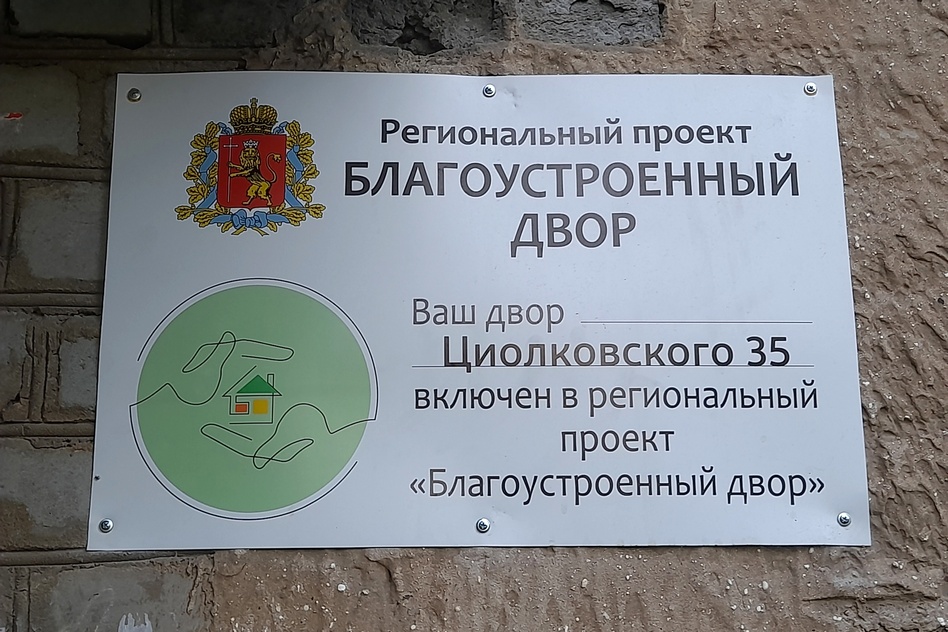 Региональный проект
БЛАГОУСТРОЕННЫЙ
ДВОР
Ваш двор
Циолковского 35
включен в региональный
проект
«Благоустроенный двор»